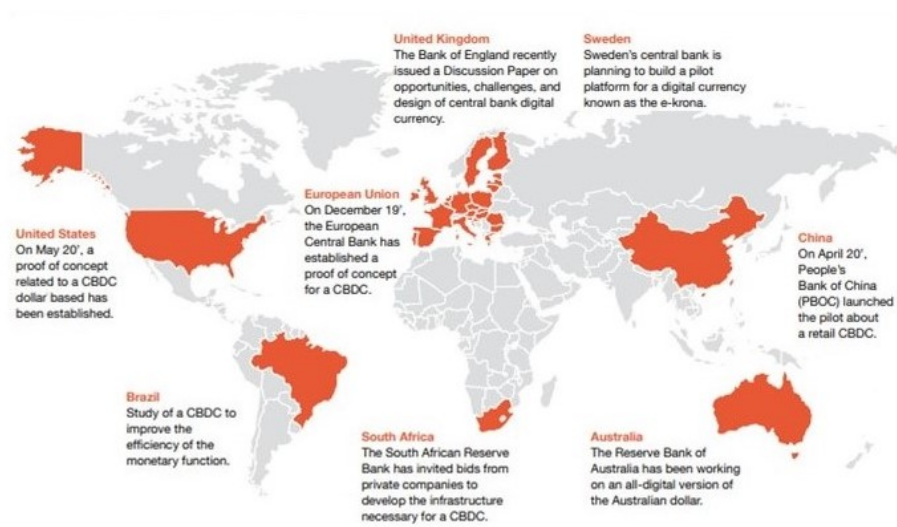 United Kingdom
The Bank of England recently
issued a Discussion Paper on
opportunities, challenges, and
design of central bank digital
currency.
Sweden
Sweden's central bank is
planning to build a pilot
platform for a digital currency
known as the e-krona.
European Union
On December 19',
the European
Central Bank has
established a
proof of concept
for a CBDC.
United States
On May 20', a
proof of concept
related to a CBDC
dollar based has
been established.
China
On April 20',
People's
Bank of China
(PBOC) launched
the pilot about
a retail CBDC.
Brazil
Study of a CBDC to
improve the
efficiency of the
monetary function.
South Africa
The South African Reserve
Bank has invited bids from
private companies to
develop the infrastructure
necessary for a CBDC.
Australia
The Reserve Bank of
Australia has been working
on an all-digital version of
the Australian dollar.